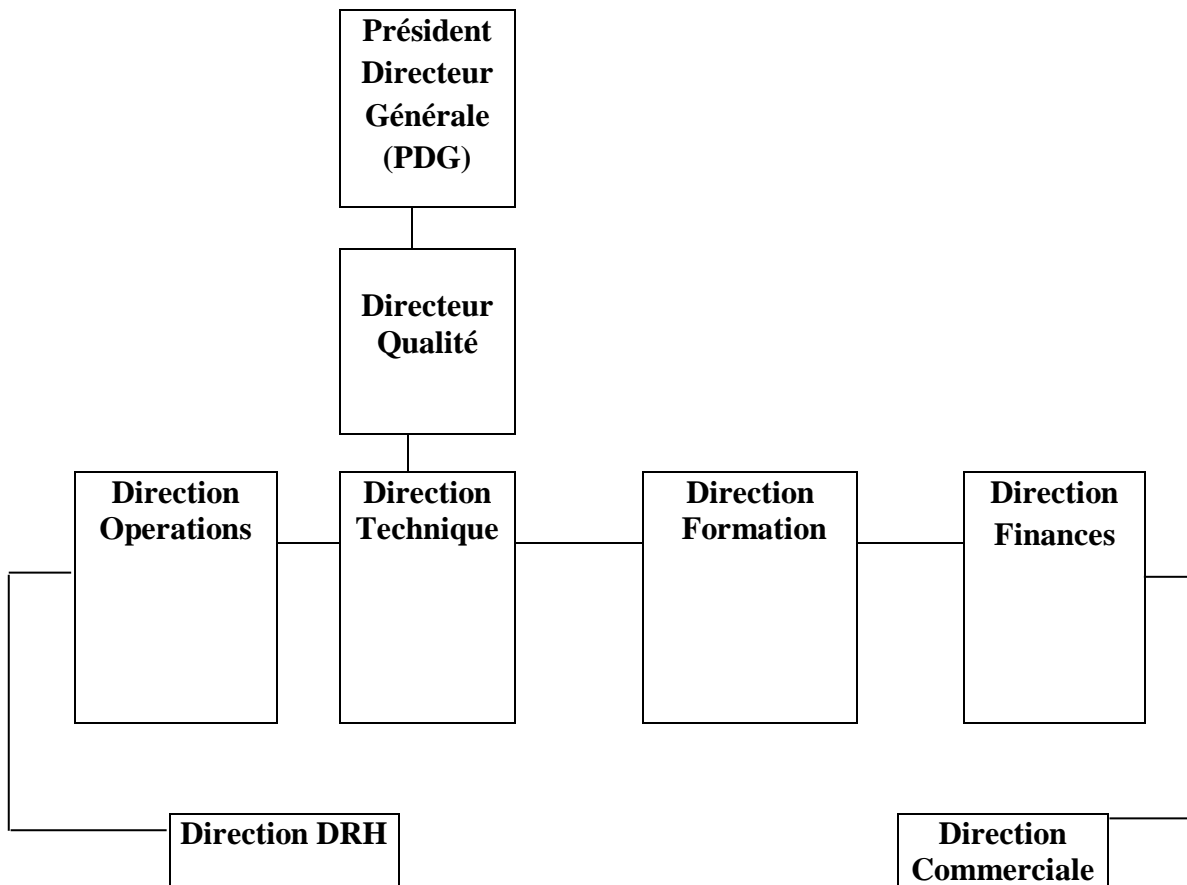 Président
Directeur
Générale
(PDG)
Directeur
Qualité
Direction
Operations
Direction
Technique
Direction
Formation
Direction
Finances
Direction DRH
Direction
Commerciale